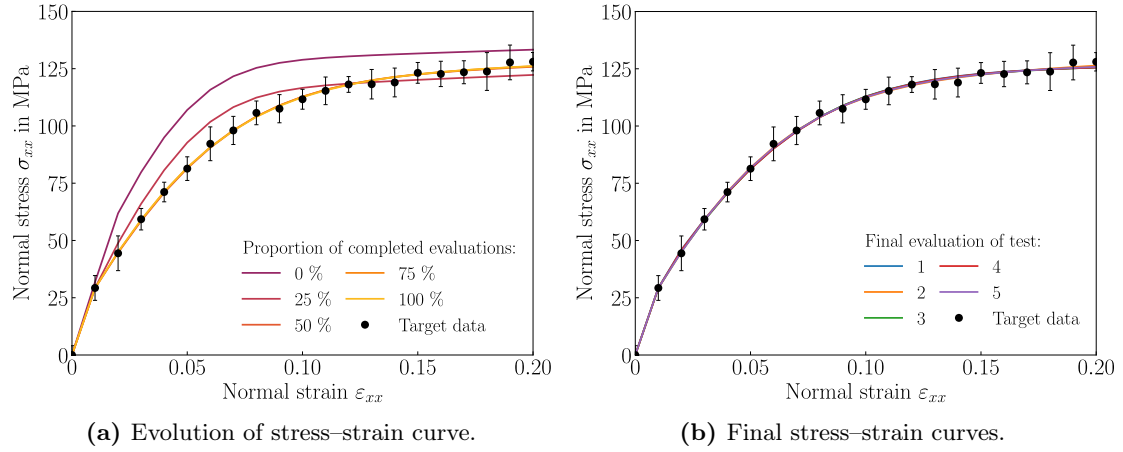 150
125
100
75
50
25
0
Normal stress σxx in MPa
Proportion of completed evaluations:
0 % 75 %
25 % 100 %
50 % Target data
0 0.05 0.10 0.15 0.20
Normal strain εxx
(a) Evolution of stress–strain curve.
150
125
100
75
50
25
0
Normal stress σxx in MPa
Final evaluation of test:
1 4
2 5
3 Target data
0 0.05 0.10 0.15 0.20
Normal strain εxx
(b) Final stress–strain curves.